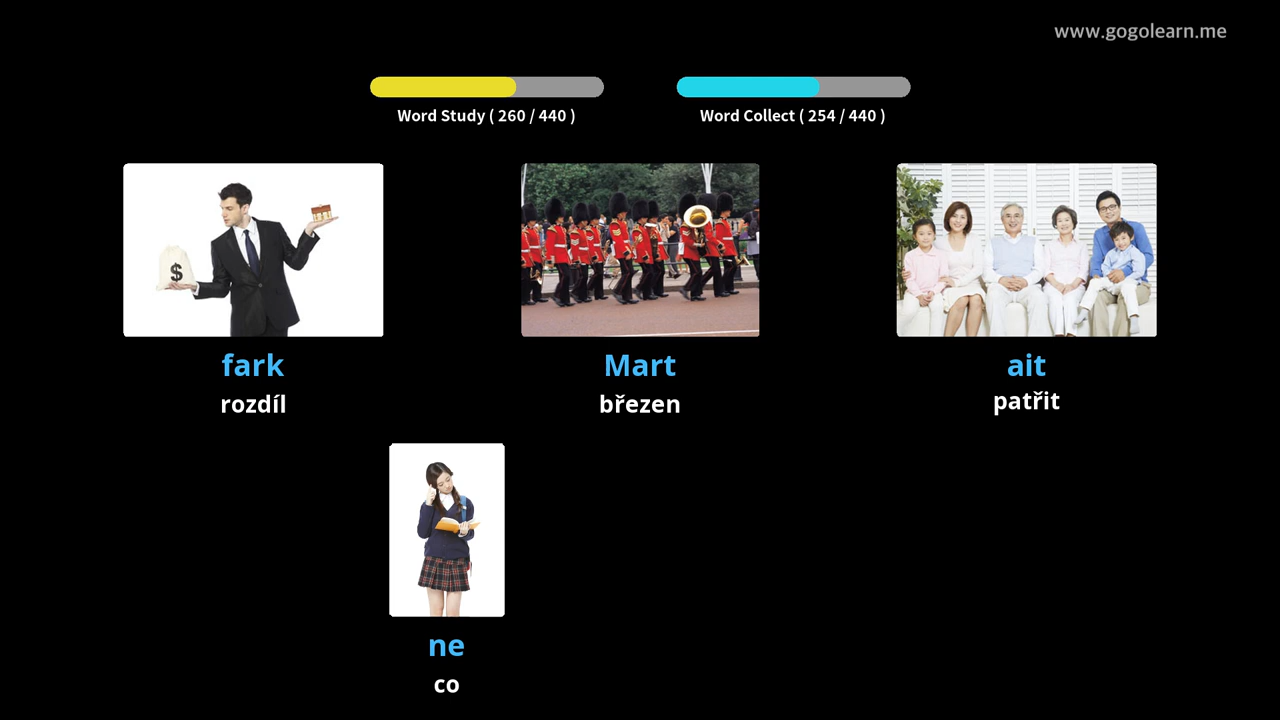 www.gogolearn.me
Word Study ( 260 / 440 )
Word Collect ( 254 / 440 )
fark
rozdíl
Mart
březen
ait
patřit
ne
co